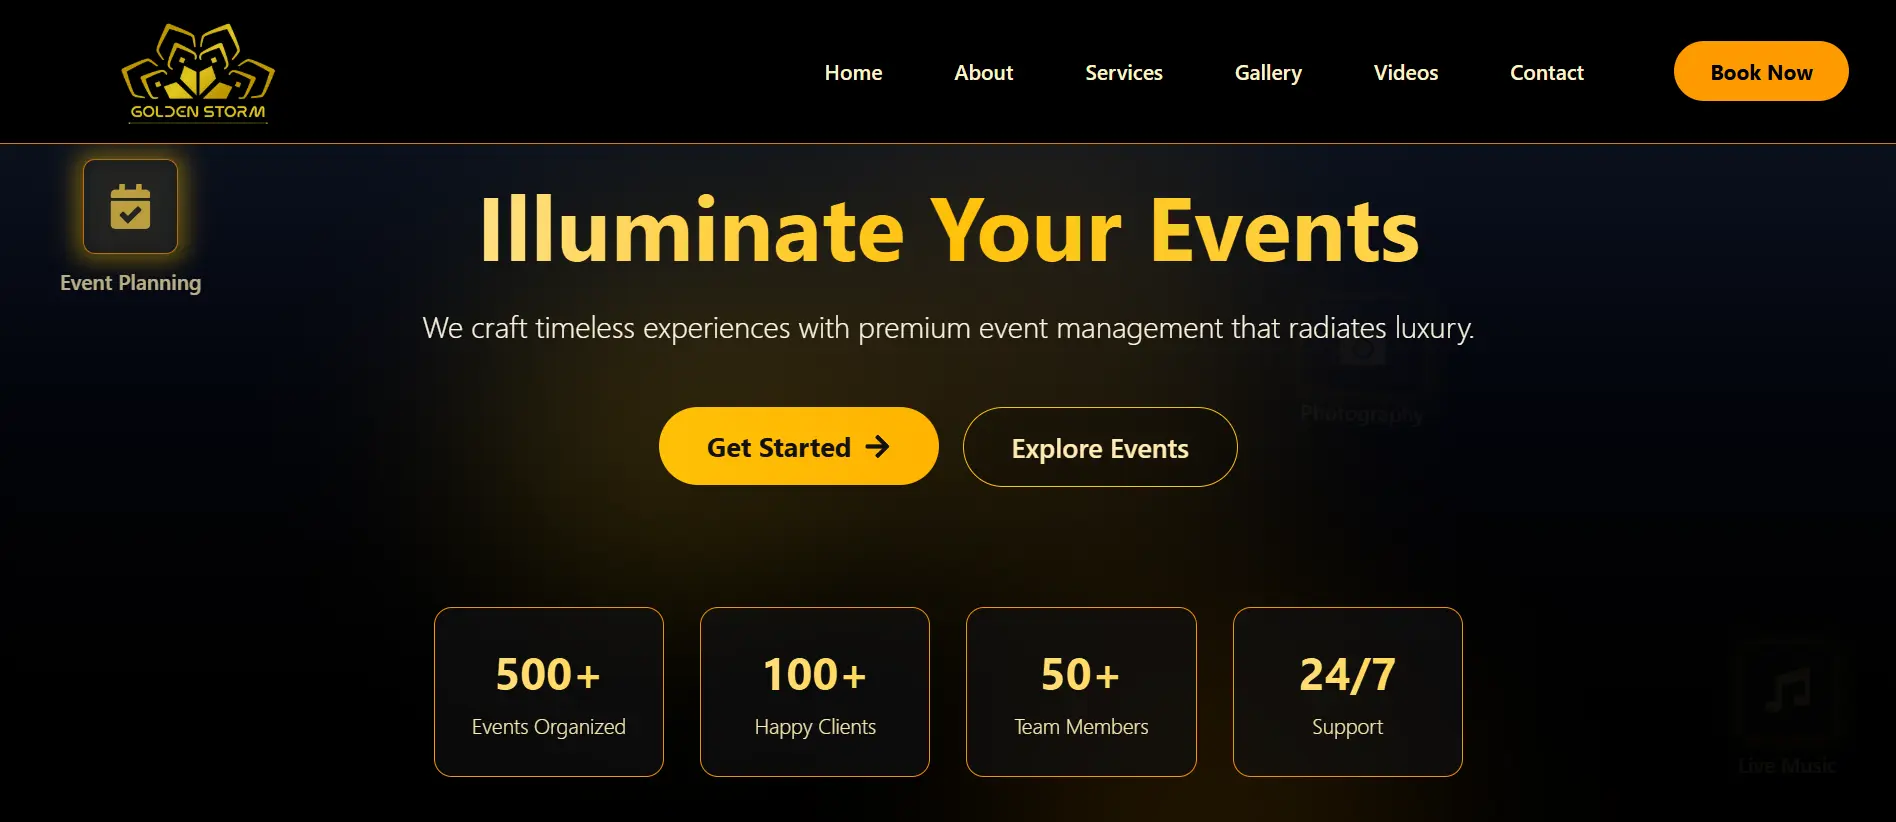 GOLDEN STORM
Home
About
Services
Gallery
Videos
Contact
Book Now
Event Planning
Illuminate Your Events
We craft timeless experiences with premium event management that radiates luxury.
Photography
Get Started
Explore Events
500+
Events Organized
100+
Happy Clients
50+
Team Members
24/7
Support
Live Music